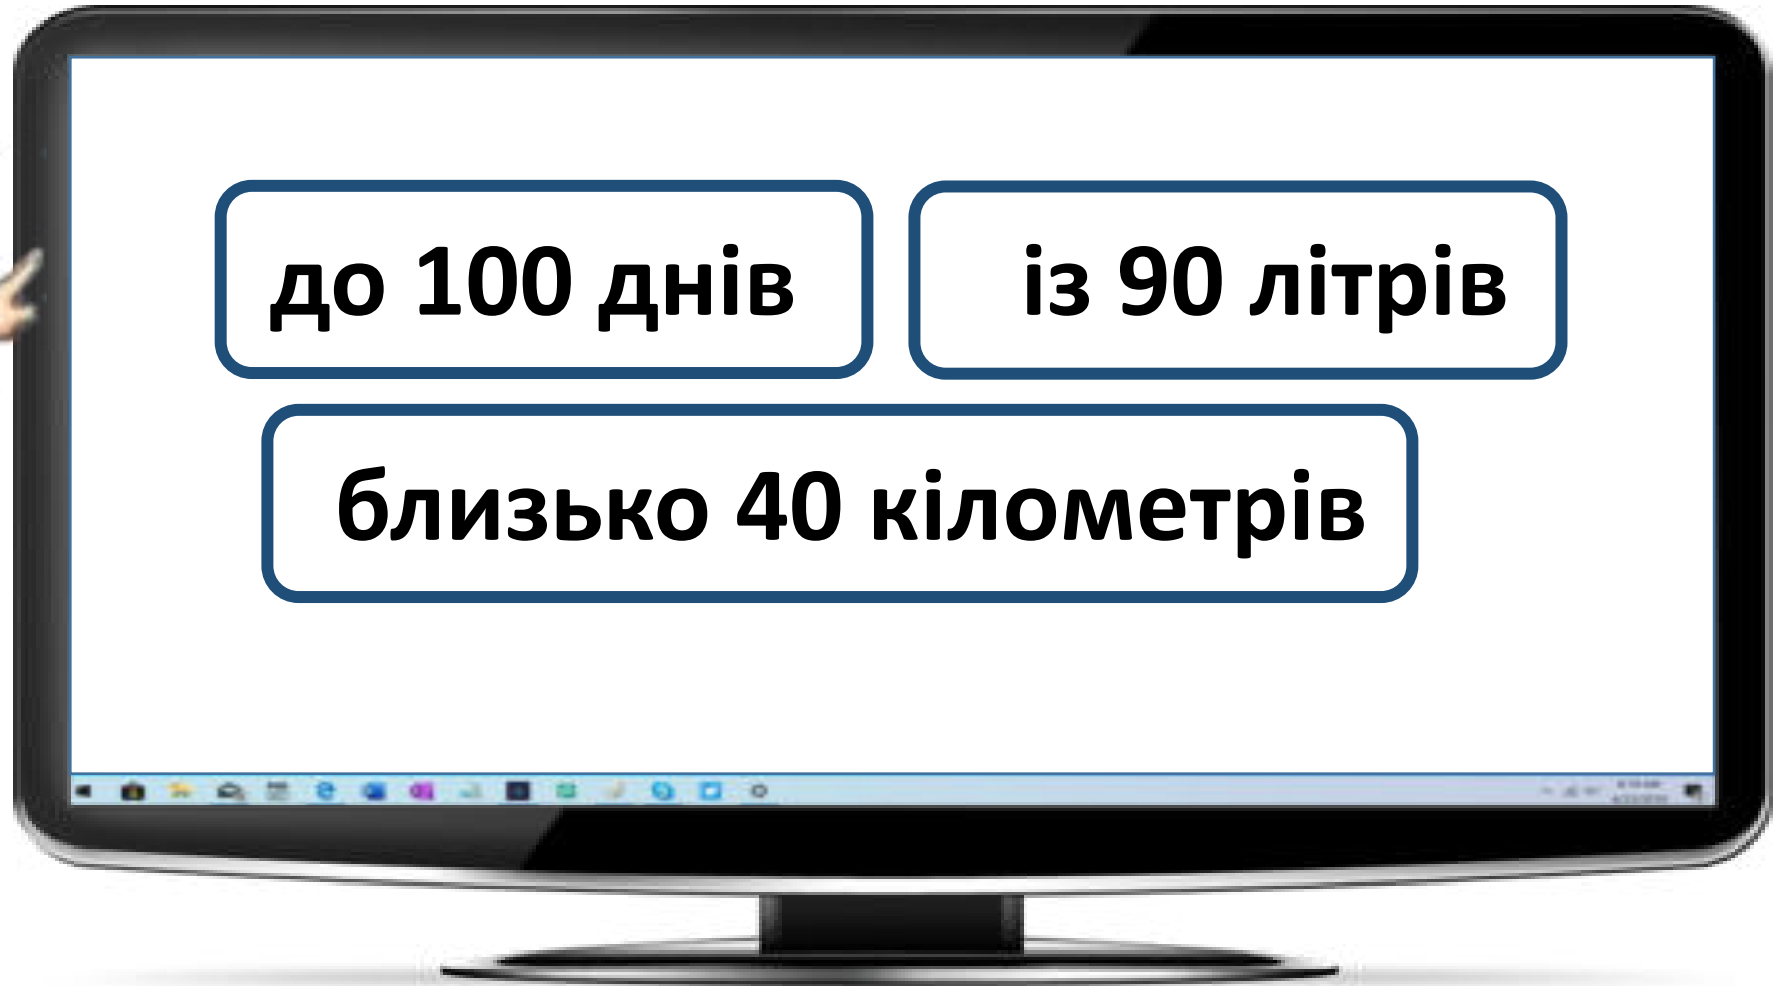 до 100 днів
із 90 літрів
близько 40 кілометрів